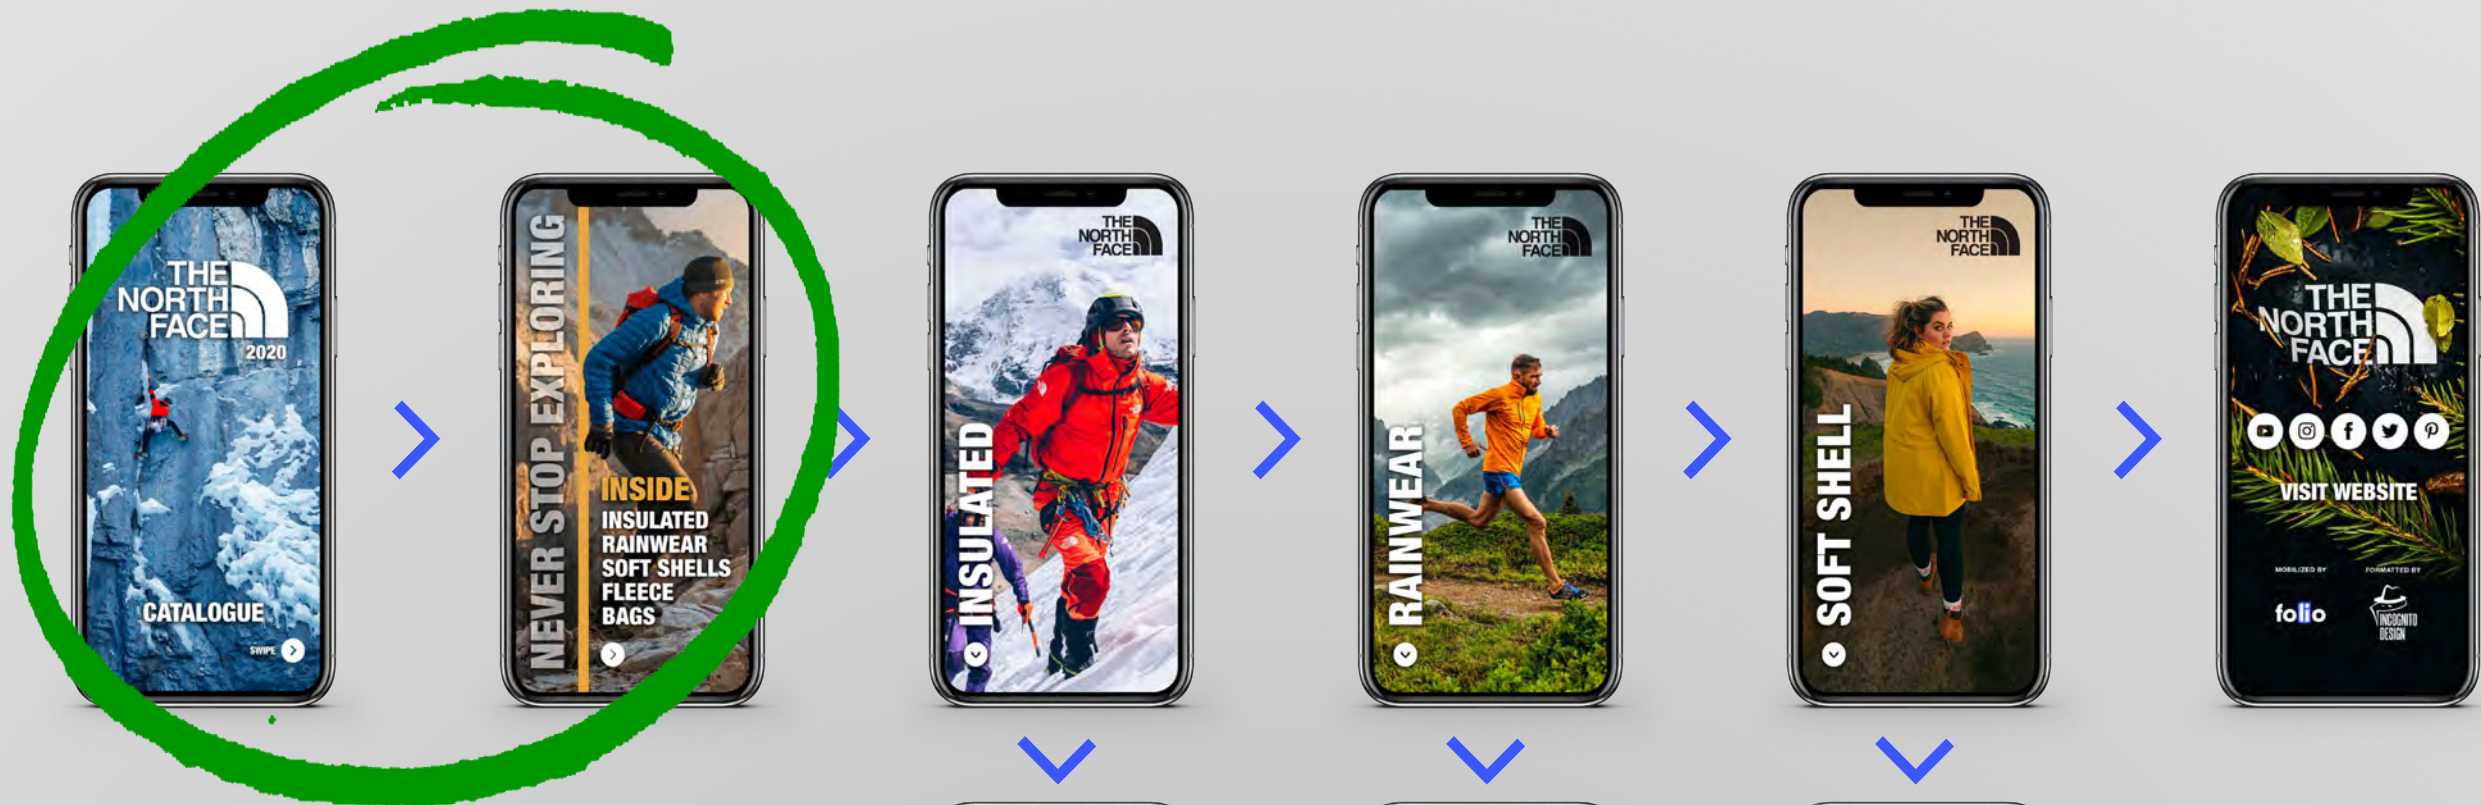 THE
NORTH
FACE
2020
CATALOGUE
SWIPE
NEVER STOP EXPLORING
INSIDE
INSULATED
RAINWEAR
SOFT SHELLS
FLEECE
BAGS
THE
NORTH
FACE
INSULATED
THE
NORTH
FACE
RAINWEAR
THE
NORTH
FACE
SOFT SHELL
THE
NORTH
FACE
VISIT WEBSITE
MOBILIZED BY
FORMATTED BY
folio
INCOGNITO
DESIGN